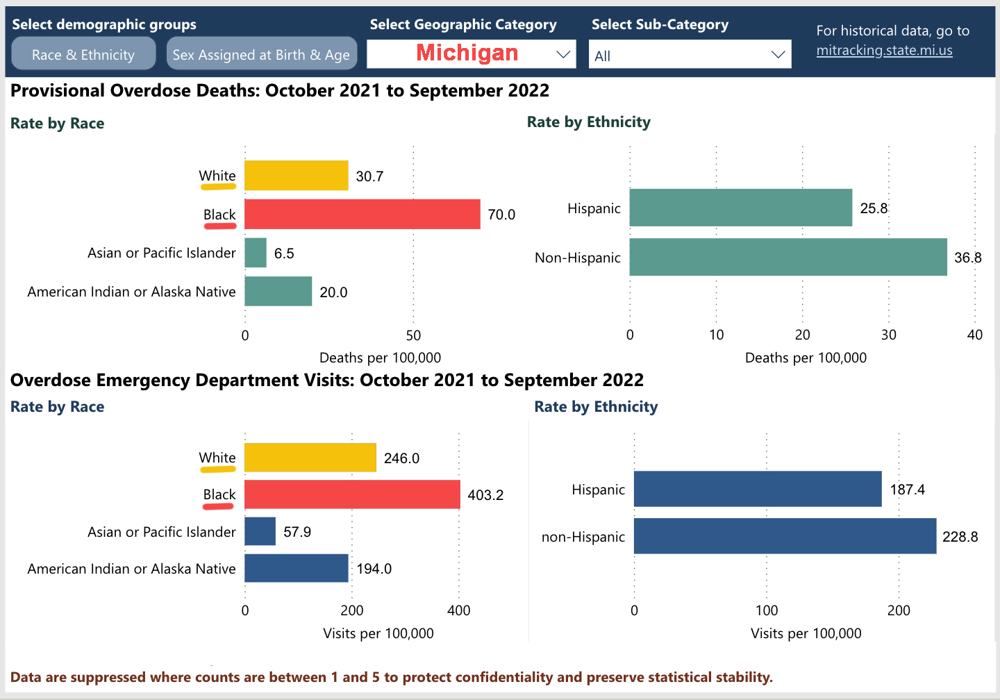 Select demographic groups
Select Geographic Category
Select Sub-Category
For historical data, go to
mitracking.state.mi.us
Race & Ethnicity
Sex Assigned at Birth & Age
Michigan
All
Provisional Overdose Deaths: October 2021 to September 2022
Rate by Race
White 30.7
Black 70.0
Asian or Pacific Islander 6.5
American Indian or Alaska Native 20.0
0 50
Deaths per 100,000
Rate by Ethnicity
Hispanic 25.8
Non-Hispanic 36.8
0 10 20 30 40
Deaths per 100,000
Overdose Emergency Department Visits: October 2021 to September 2022
Rate by Race
White 246.0
Black 403.2
Asian or Pacific Islander 57.9
American Indian or Alaska Native 194.0
0 200 400
Visits per 100,000
Rate by Ethnicity
Hispanic 187.4
non-Hispanic 228.8
0 100 200
Visits per 100,000
Data are suppressed where counts are between 1 and 5 to protect confidentiality and preserve statistical stability.